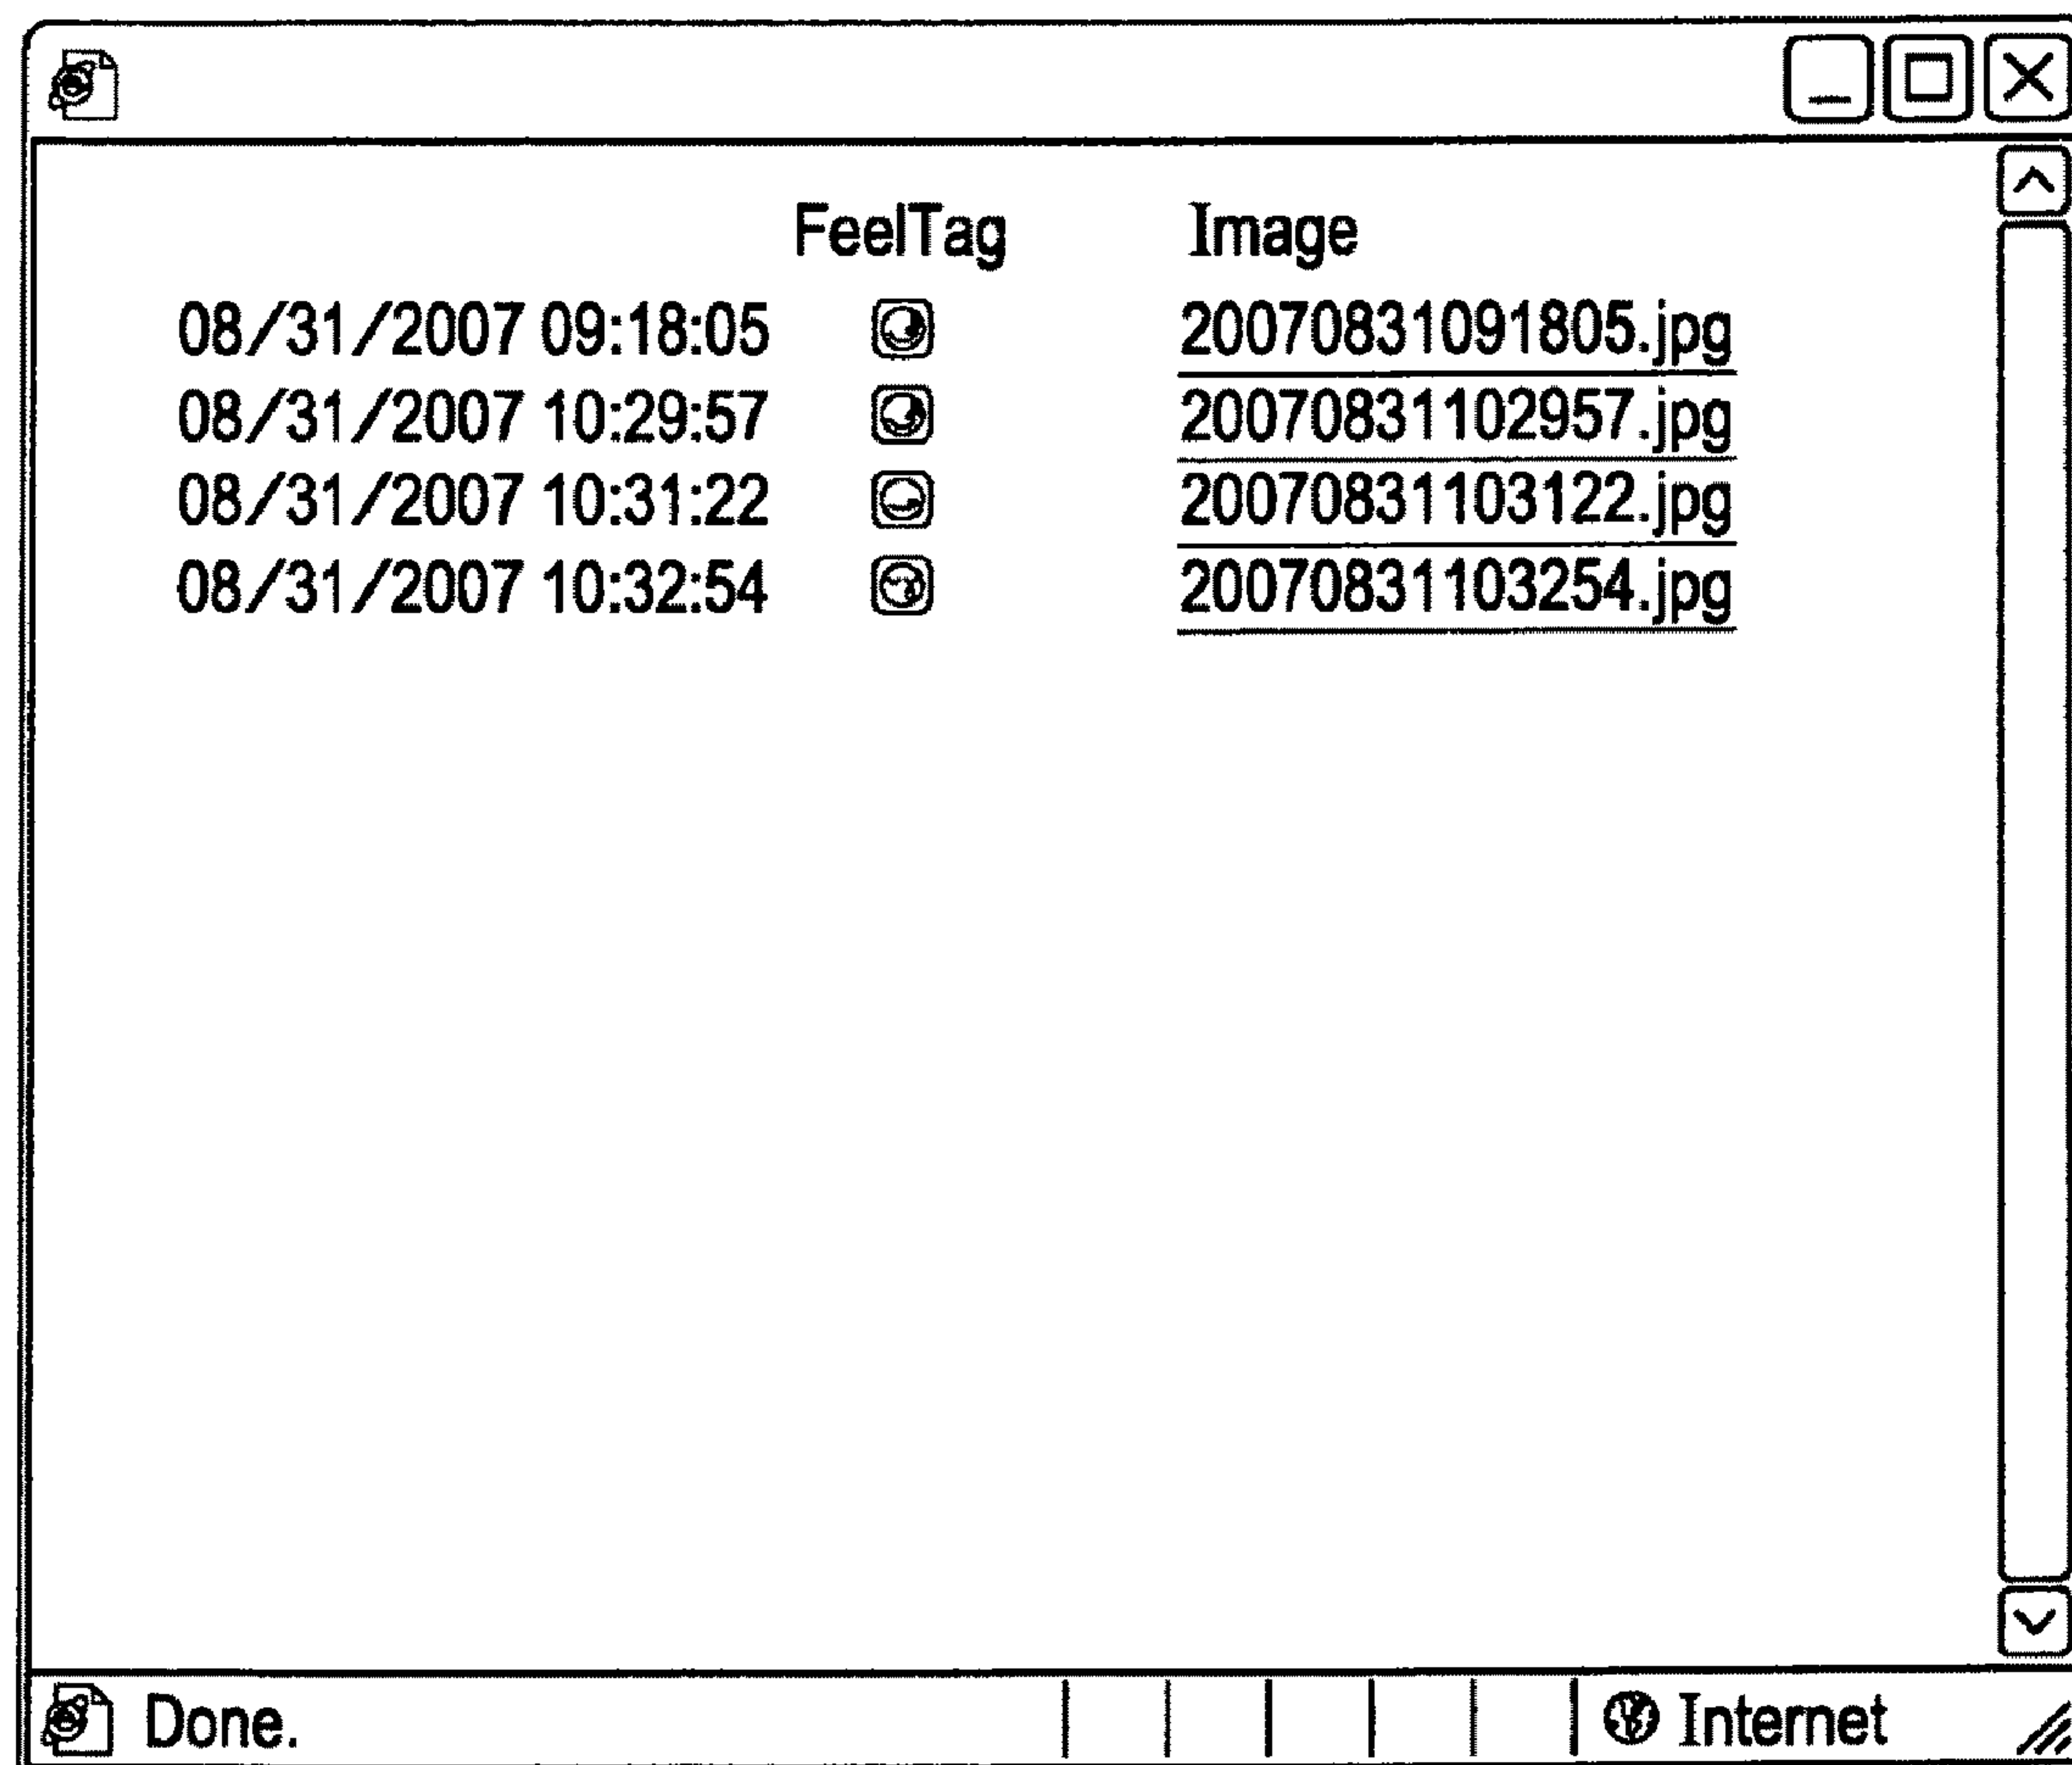 FeelTag Image
08/31/2007 09:18:05 20070831091805.jpg
08/31/2007 10:29:57 20070831102957.jpg
08/31/2007 10:31:22 20070831103122.jpg
08/31/2007 10:32:54 20070831103254.jpg
Done. Internet